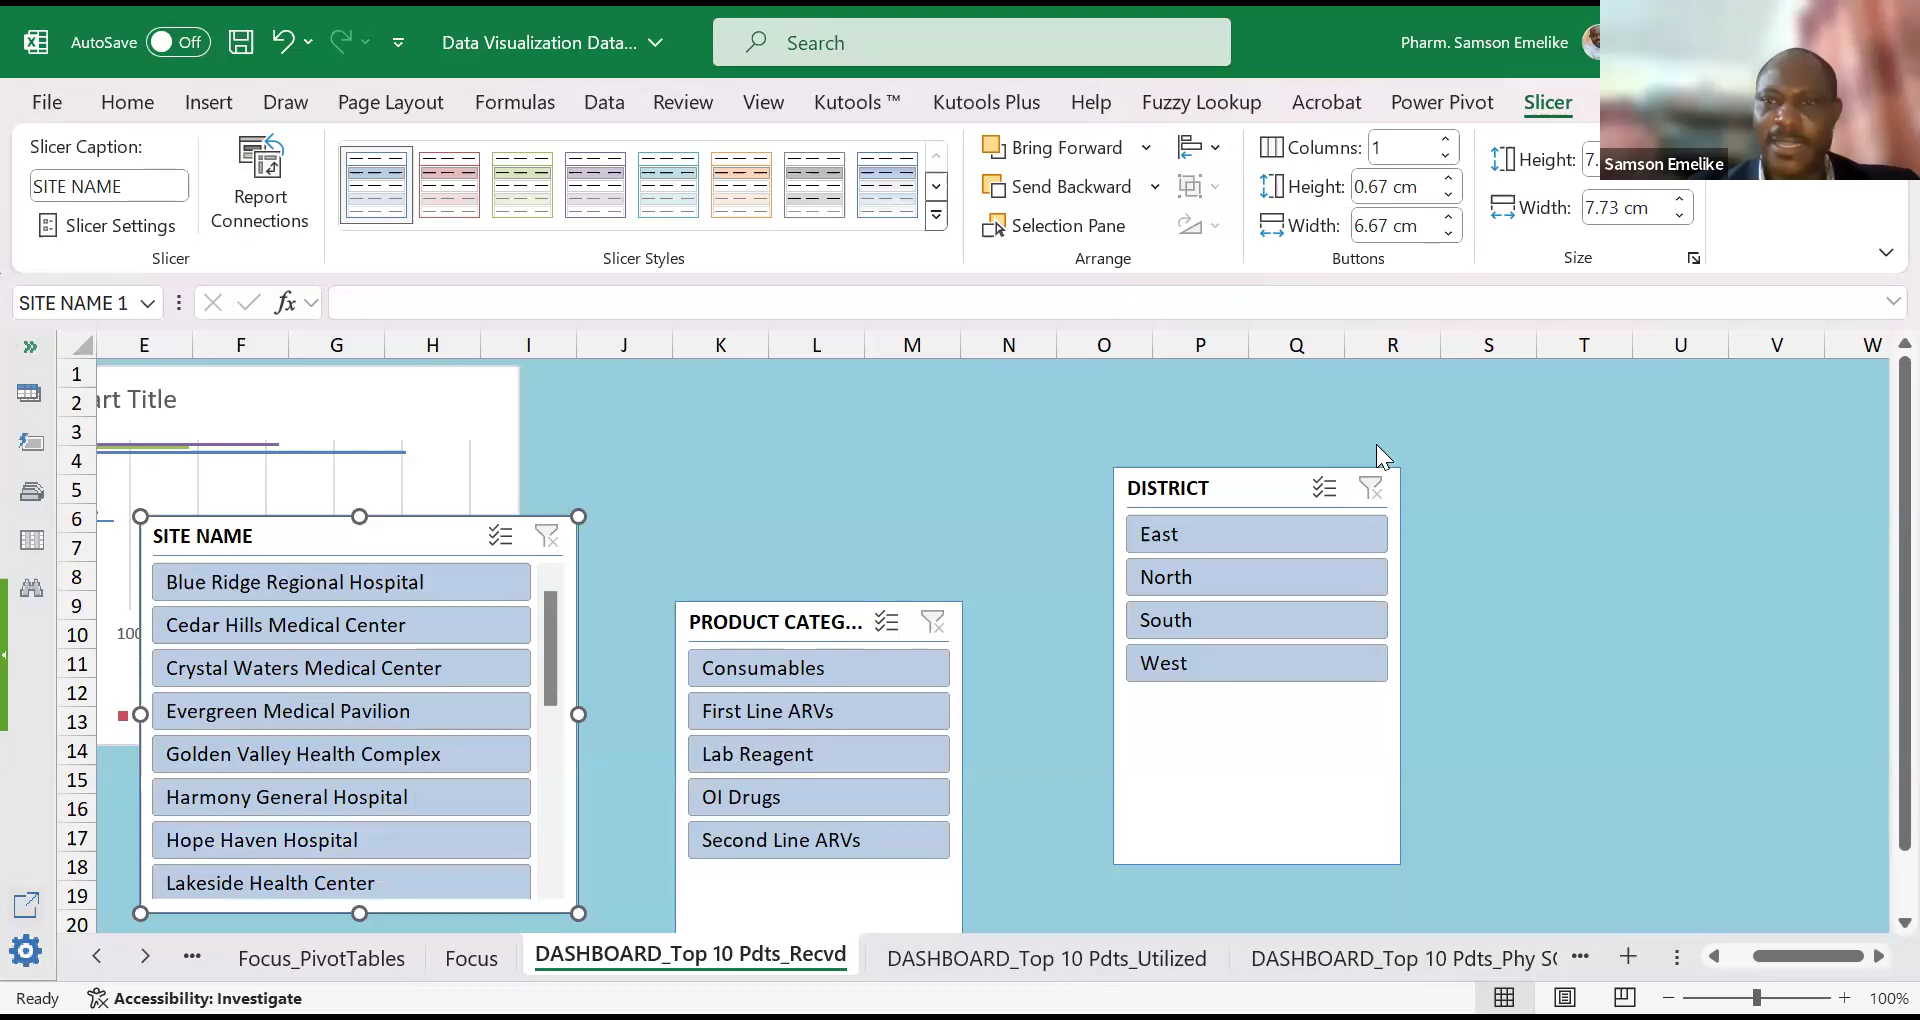 AutoSave Off
Data Visualization Data...
Search
Pharm. Samson Emelike
File Home Insert Draw Page Layout Formulas Data Review View Kutools ™ Kutools Plus Help Fuzzy Lookup Acrobat Power Pivot Slicer
Samson Emelike
Slicer Caption:
SITE NAME
Slicer Settings
Report
Connections
Slicer
Slicer Styles
Bring Forward
Send Backward
Selection Pane
Arrange
Columns: 1
Height: 0.67 cm
Width: 6.67 cm
Buttons
Height: 7.
Width: 7.73 cm
Size
SITE NAME 1
fx
E F G H I J K L M N O P Q R S T U V W
1
2
3
4
5
6
7
8
9
10
11
12
13
14
15
16
17
18
19
20
art Title
100
SITE NAME
Blue Ridge Regional Hospital
Cedar Hills Medical Center
Crystal Waters Medical Center
Evergreen Medical Pavilion
Golden Valley Health Complex
Harmony General Hospital
Hope Haven Hospital
Lakeside Health Center
PRODUCT CATEG...
Consumables
First Line ARVs
Lab Reagent
OI Drugs
Second Line ARVs
DISTRICT
East
North
South
West
Focus_PivotTables
Focus
DASHBOARD_Top 10 Pdts_Recvd
DASHBOARD_Top 10 Pdts_Utilized
DASHBOARD_Top 10 Pdts_Phy S
Ready
Accessibility: Investigate
100%